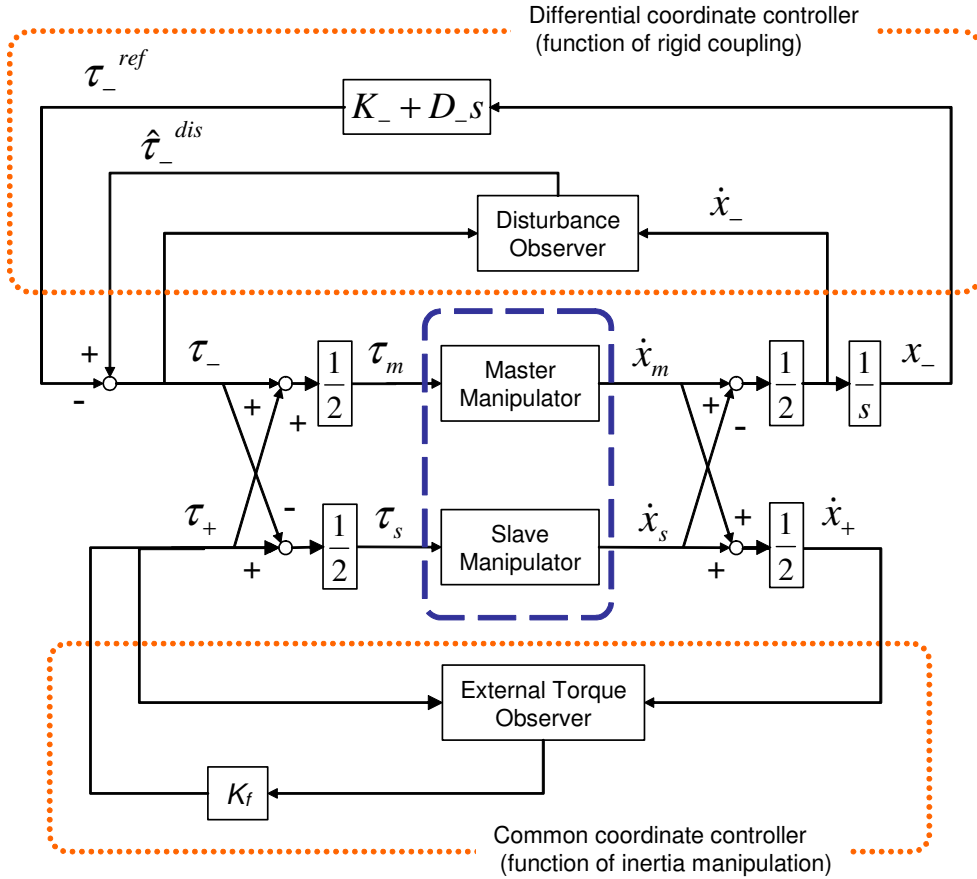 Differential coordinate controller
(function of rigid coupling)
τ_-^{ref}
K_- + D_-s
τ̂_-^{dis}
Disturbance
Observer
ẋ_-
+
-
τ_-
+
+
1/2
τ_m
Master
Manipulator
ẋ_m
+
-
1/2
1/s
x_-
τ_+
-
+
1/2
τ_s
Slave
Manipulator
ẋ_s
+
+
1/2
ẋ_+
External Torque
Observer
K_f
Common coordinate controller
(function of inertia manipulation)